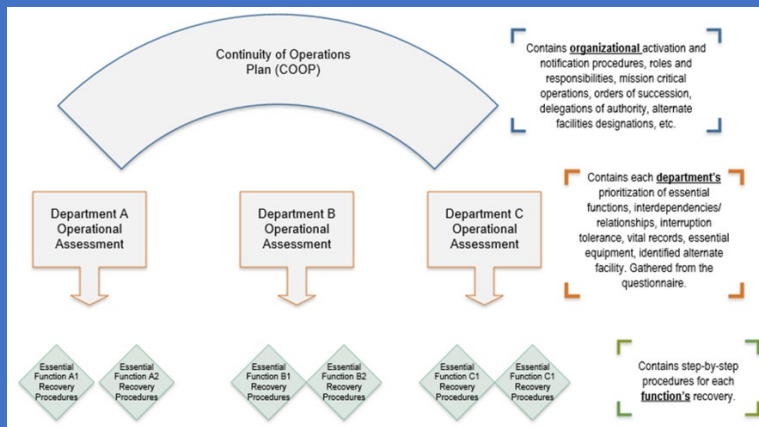 Continuity of Operations
Plan (COOP)
Contains organizational activation and
notification procedures, roles and
responsibilities, mission critical
operations, orders of succession,
delegations of authority, alternate
facilities designations, etc.
Department A
Operational
Assessment
Department B
Operational
Assessment
Department C
Operational
Assessment
Contains each department's
prioritization of essential
functions, interdependencies/
relationships, interruption
tolerance, vital records, essential
equipment, identified alternate
facility. Gathered from the
questionnaire.
Essential
Function A1
Recovery
Procedures
Essential
Function A2
Recovery
Procedures
Essential
Function B1
Recovery
Procedures
Essential
Function B2
Recovery
Procedures
Essential
Function C1
Recovery
Procedures
Essential
Function C1
Recovery
Procedures
Contains step-by-step
procedures for each
function's recovery.